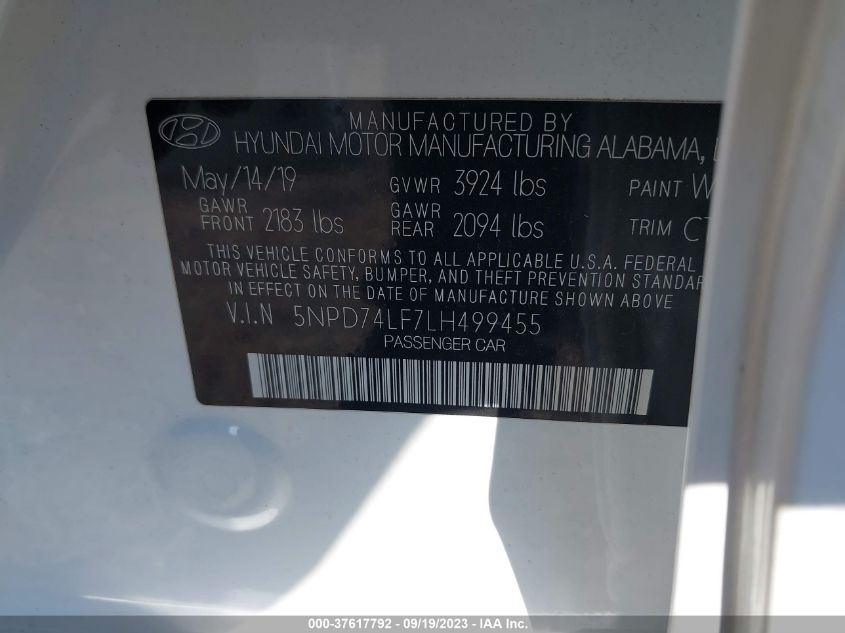 MANUFACTURED BY
HYUNDAI MOTOR MANUFACTURING ALABAMA,
May/14/19 GVWR 3924 lbs PAINT
GAWR FRONT 2183 lbs GAWR REAR 2094 lbs TRIM
THIS VEHICLE CONFORMS TO ALL APPLICABLE U.S.A. FEDERAL
MOTOR VEHICLE SAFETY, BUMPER, AND THEFT PREVENTION STANDAR
IN EFFECT ON THE DATE OF MANUFACTURE SHOWN ABOVE
V.I.N 5NPD74LF7LH499455
PASSENGER CAR
000-37617792 - 09/19/2023 - IAA Inc.